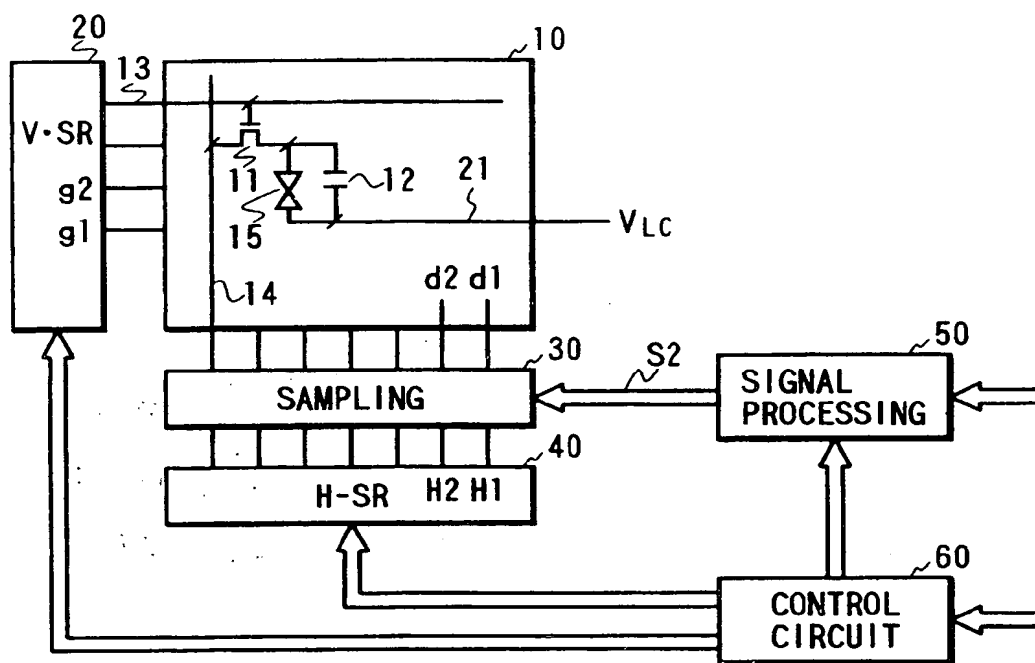 20
10
13
V·SR
11
12
21
g2
15
VLC
g1
d2 d1
14
30
S2
50
SAMPLING
SIGNAL
PROCESSING
40
H-SR
H2 H1
60
CONTROL
CIRCUIT